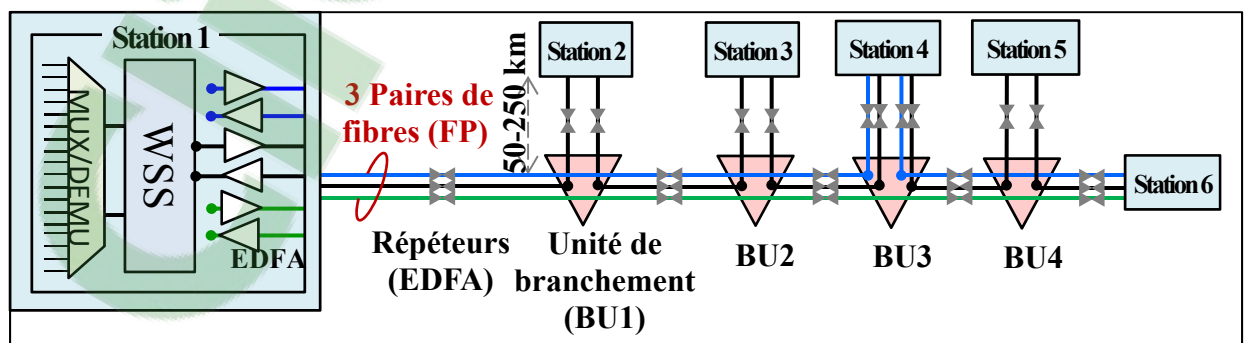 Station 1
MUX/DEMU
WSS
EDFA
3 Paires de
fibres (FP)
50-250 km
Répéteurs
(EDFA)
Station 2
Station 3
Station 4
Station 5
Station 6
Unité de
branchement
(BU1)
BU2
BU3
BU4